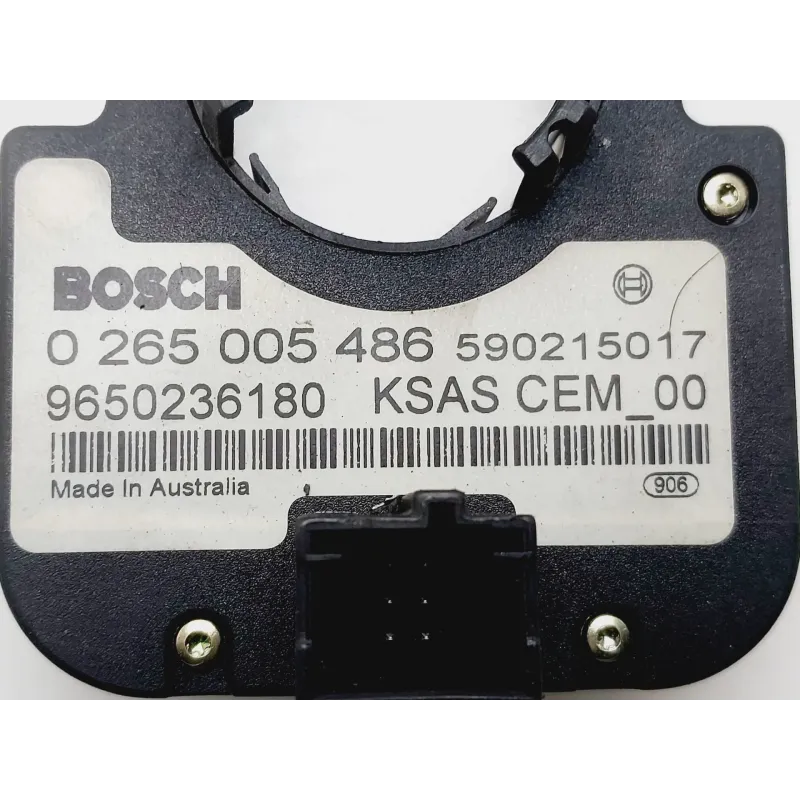 BOSCH
0 265 005 486 590215017
9650236180 KSAS CEM_00
Made In Australia 906